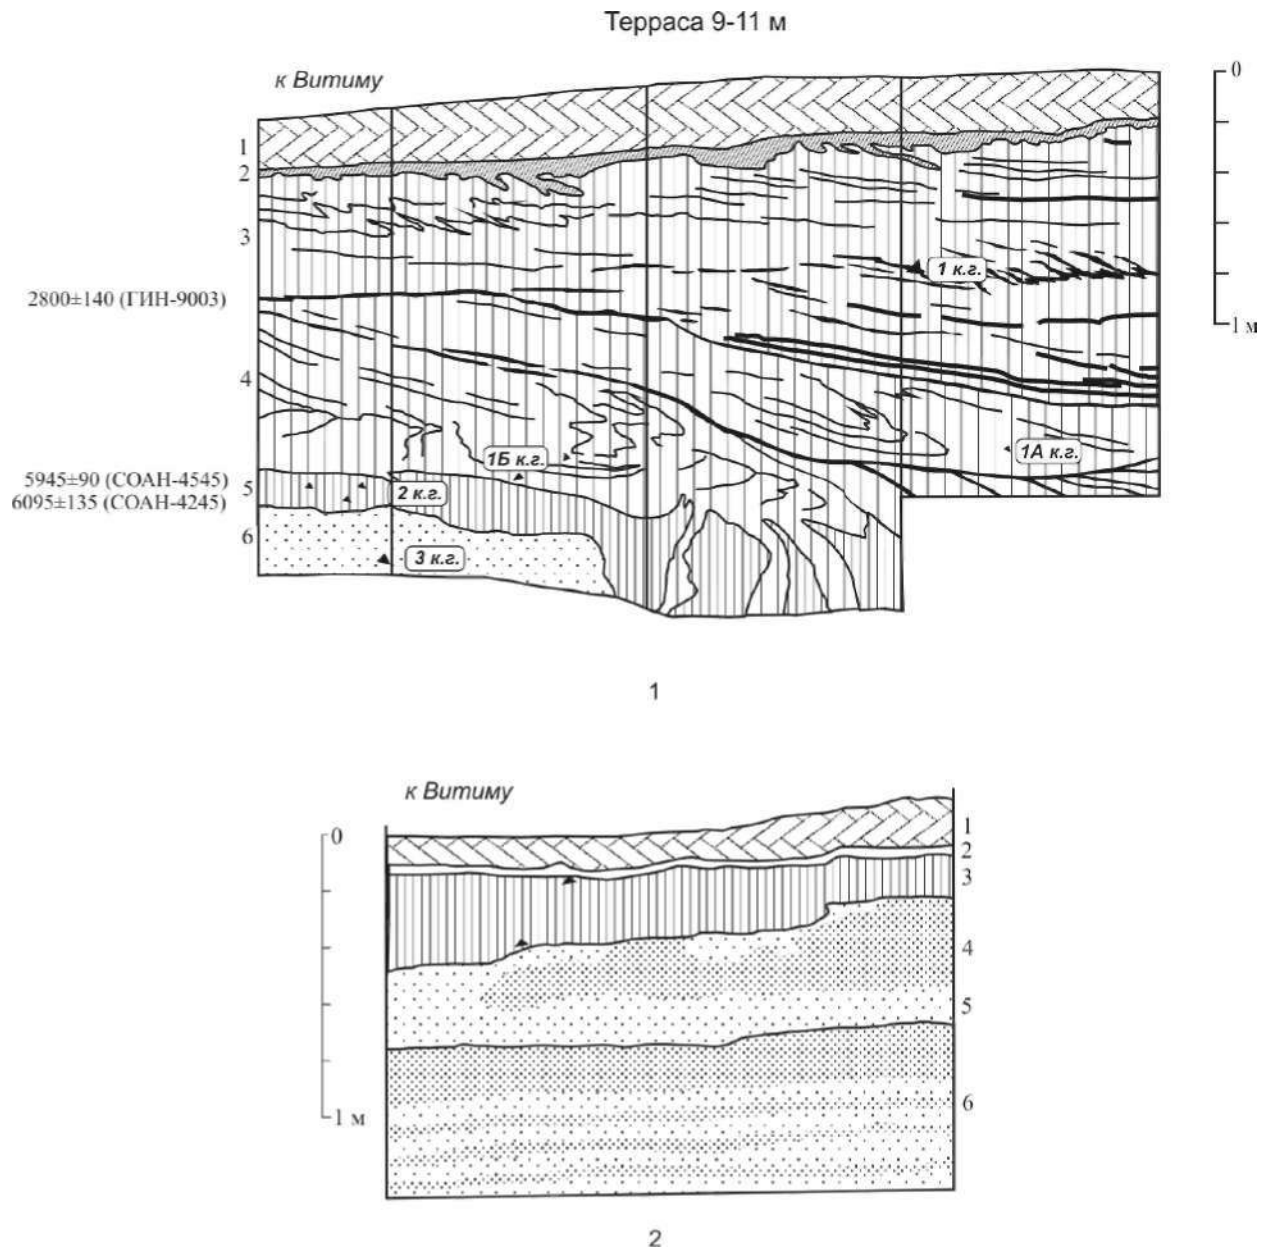 Терраса 9-11 м
к Витиму
0
1
2
3
1 к.г.
2800±140 (ГИН-9003)
1 м
4
1Б к.г.
1А к.г.
5945±90 (СОАН-4545)
5
2 к.г.
6095±135 (СОАН-4245)
6
3 к.г.
1
к Витиму
0
1
2
3
4
5
6
1 м
2